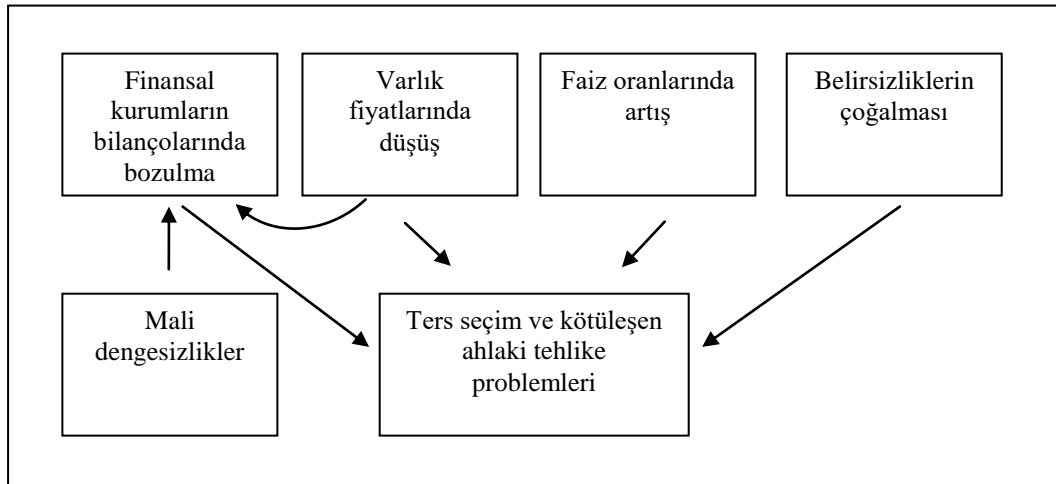 Finansal
kurumların
bilançolarında
bozulma
Varlık
fiyatlarında
düşüş
Faiz oranlarında
artış
Belirsizliklerin
çoğalması
Mali
dengesizlikler
Ters seçim ve kötüleşen
ahlaki tehlike
problemleri